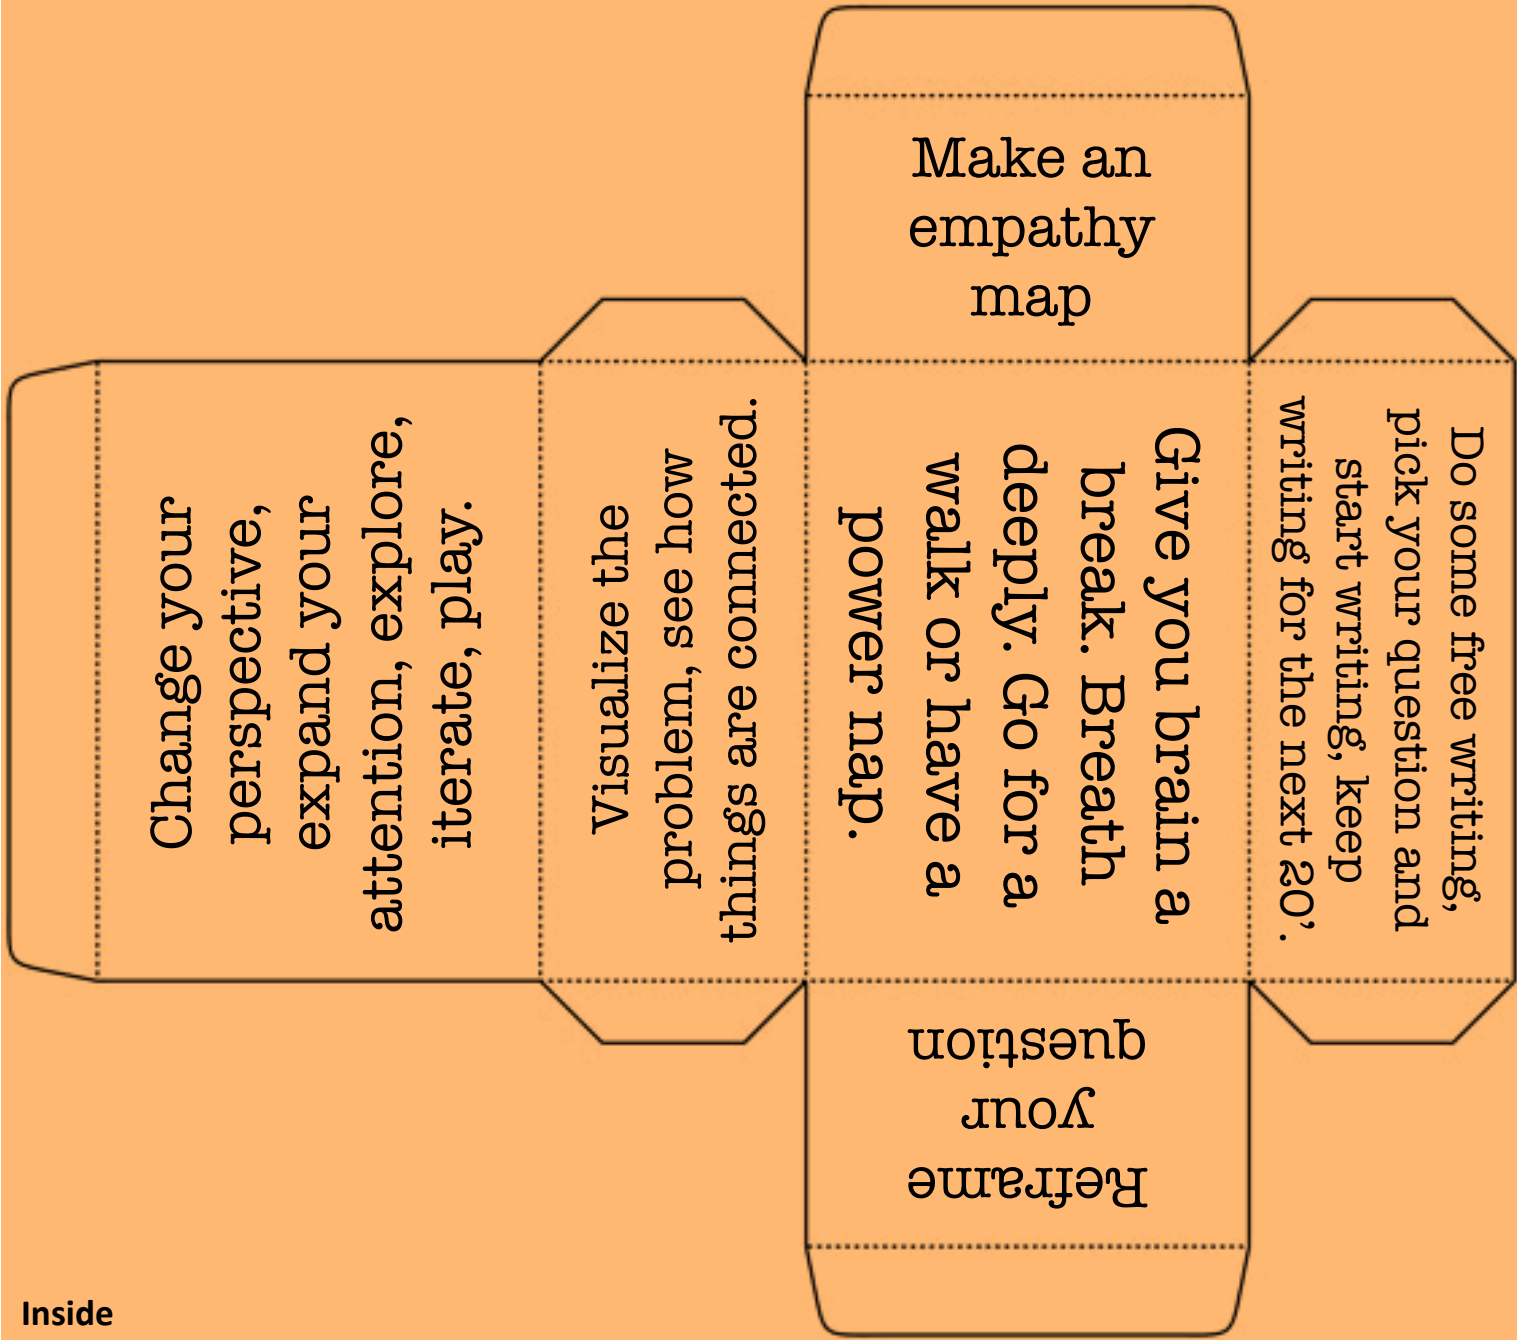 Make an
empathy
map
Change your
perspective,
expand your
attention, explore,
iterate, play.
Visualize the
problem, see how
things are connected.
Give you brain a
break. Breath
deeply. Go for a
walk or have a
power nap.
Do some free writing,
pick your question and
start writing, keep
writing for the next 20’.
Reframe
your
question
Inside